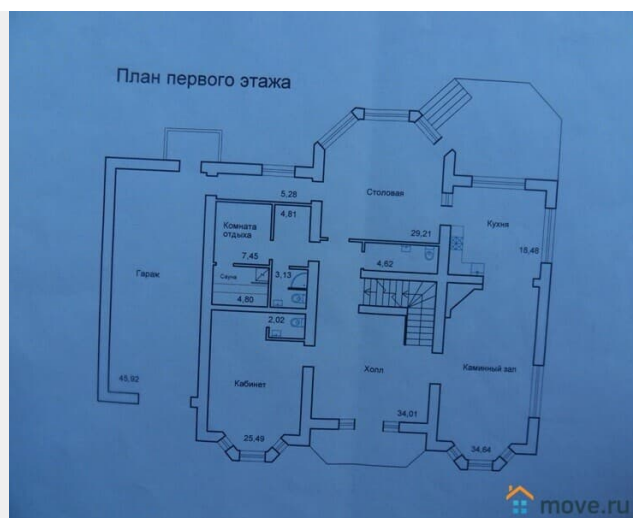 План первого этажа
Столовая
5,28
4,81
Комната
отдыха
29,21
Кухня
18,48
7,45
4,62
Гараж
Сауна
3,13
4,80
2,02
Кабинет
Холл
Каминный зал
45,92
34,01
25,49
34,64
move.ru